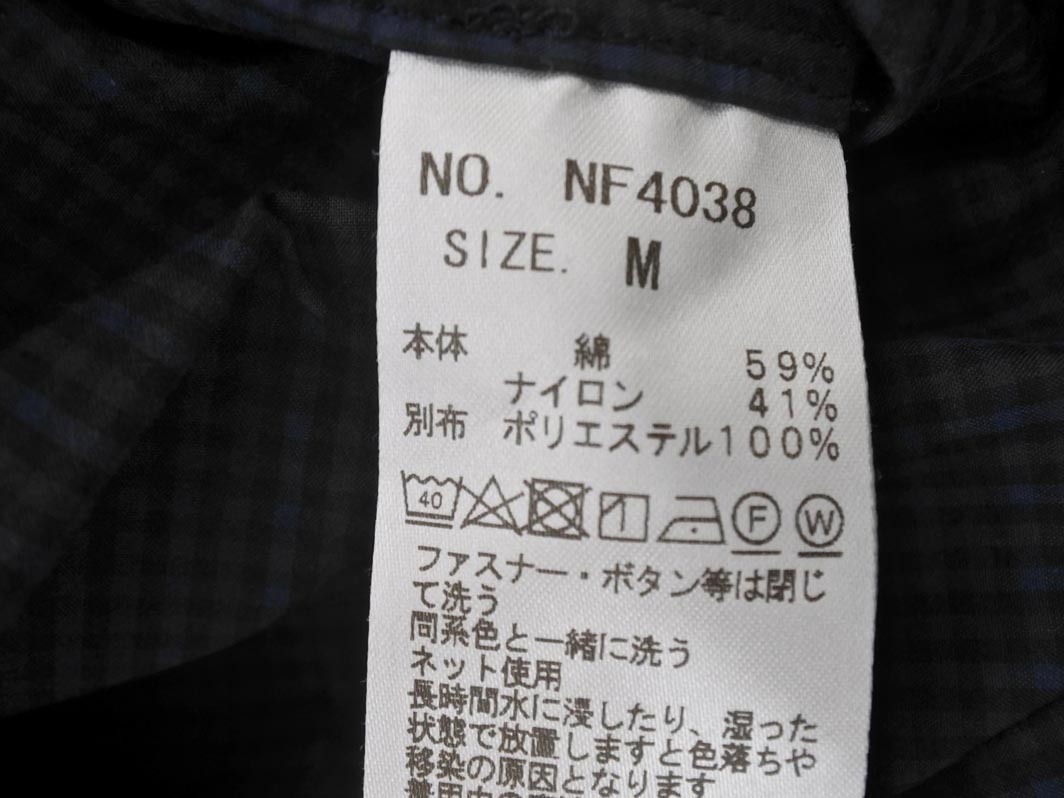 NO. NF4038
SIZE. M
本体 綿 59%
ナイロン 41%
別布 ポリエステル100%
40 F W
ファスナー・ボタン等は閉じ
て洗う
同系色と一緒に洗う
ネット使用
長時間水に浸したり、湿った
状態で放置しますと色落ちや
移染の原因となります